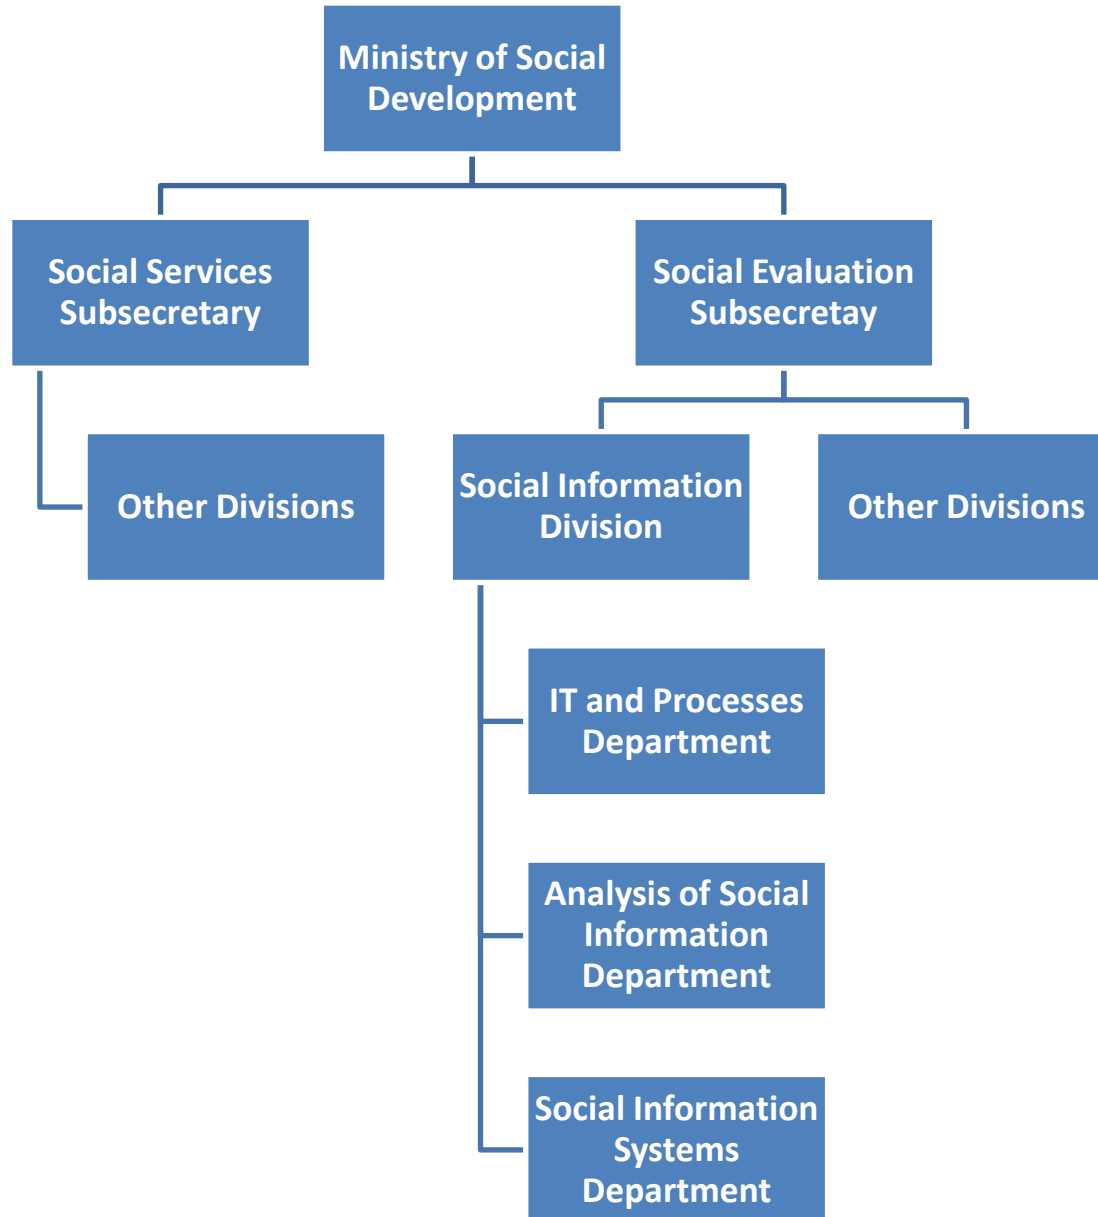 Ministry of Social
Development
Social Services
Subsecretary
Social Evaluation
Subsecretay
Other Divisions
Social Information
Division
Other Divisions
IT and Processes
Department
Analysis of Social
Information
Department
Social Information
Systems
Department